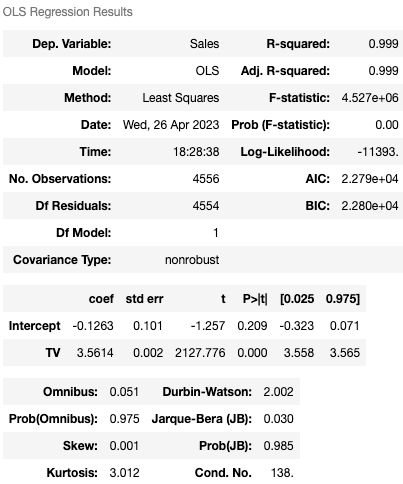 OLS Regression Results
Dep. Variable: Sales R-squared: 0.999
Model: OLS Adj. R-squared: 0.999
Method: Least Squares F-statistic: 4.527e+06
Date: Wed, 26 Apr 2023 Prob (F-statistic): 0.00
Time: 18:28:38 Log-Likelihood: -11393.
No. Observations: 4556 AIC: 2.279e+04
Df Residuals: 4554 BIC: 2.280e+04
Df Model: 1
Covariance Type: nonrobust
coef std err t P>|t| [0.025 0.975]
Intercept -0.1263 0.101 -1.257 0.209 -0.323 0.071
TV 3.5614 0.002 2127.776 0.000 3.558 3.565
Omnibus: 0.051 Durbin-Watson: 2.002
Prob(Omnibus): 0.975 Jarque-Bera (JB): 0.030
Skew: 0.001 Prob(JB): 0.985
Kurtosis: 3.012 Cond. No. 138.